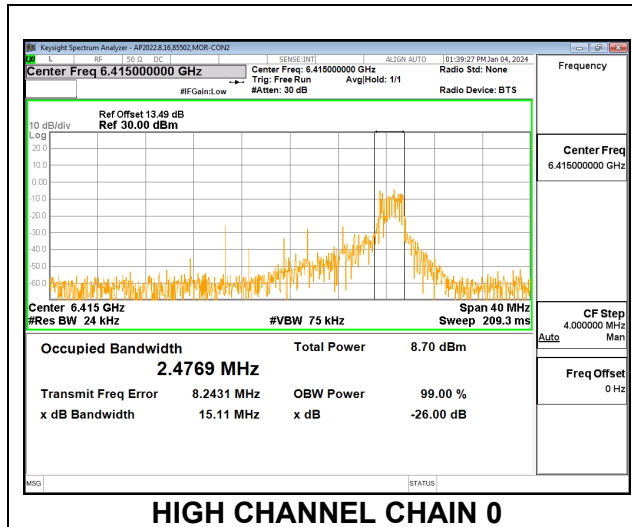 Keysight Spectrum Analyzer - AP2022.8.16,85502,MOR-CON2
L RF 50 Ω DC SENSE:INT ALIGN AUTO 01:39:27 PM Jan 04, 2024
Center Freq 6.415000000 GHz
Center Freq: 6.415000000 GHz Radio Std: None
Trig: Free Run Avg|Hold: 1/1
#IFGain:Low #Atten: 30 dB Radio Device: BTS
Frequency
Ref Offset 13.49 dB
10 dB/div Ref 30.00 dBm
Log
20.0
10.0
0.00
-10.0
-20.0
-30.0
-40.0
-50.0
-60.0
Center 6.415 GHz Span 40 MHz
#Res BW 24 kHz #VBW 75 kHz Sweep 209.3 ms
Center Freq
6.415000000 GHz
CF Step
4.000000 MHz
Auto Man
Freq Offset
0 Hz
Occupied Bandwidth Total Power 8.70 dBm
2.4769 MHz
Transmit Freq Error 8.2431 MHz OBW Power 99.00 %
x dB Bandwidth 15.11 MHz x dB -26.00 dB
MSG STATUS
HIGH CHANNEL CHAIN 0